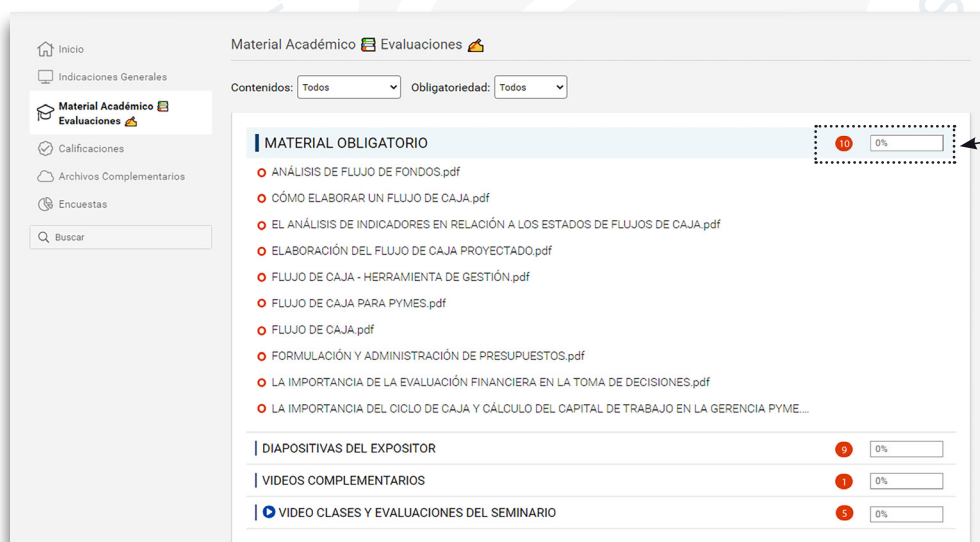 Inicio
Indicaciones Generales
Material Académico
Evaluaciones
Calificaciones
Archivos Complementarios
Encuestas
Buscar
Material Académico Evaluaciones
Contenidos: Todos Obligatoriedad: Todos
MATERIAL OBLIGATORIO 10 0%
ANÁLISIS DE FLUJO DE FONDOS.pdf
CÓMO ELABORAR UN FLUJO DE CAJA.pdf
EL ANÁLISIS DE INDICADORES EN RELACIÓN A LOS ESTADOS DE FLUJOS DE CAJA.pdf
ELABORACIÓN DEL FLUJO DE CAJA PROYECTADO.pdf
FLUJO DE CAJA - HERRAMIENTA DE GESTIÓN.pdf
FLUJO DE CAJA PARA PYMES.pdf
FLUJO DE CAJA.pdf
FORMULACIÓN Y ADMINISTRACIÓN DE PRESUPUESTOS.pdf
LA IMPORTANCIA DE LA EVALUACIÓN FINANCIERA EN LA TOMA DE DECISIONES.pdf
LA IMPORTANCIA DEL CICLO DE CAJA Y CÁLCULO DEL CAPITAL DE TRABAJO EN LA GERENCIA PYME....
DIAPOSITIVAS DEL EXPOSITOR 9 0%
VIDEOS COMPLEMENTARIOS 1 0%
VIDEO CLASES Y EVALUACIONES DEL SEMINARIO 5 0%